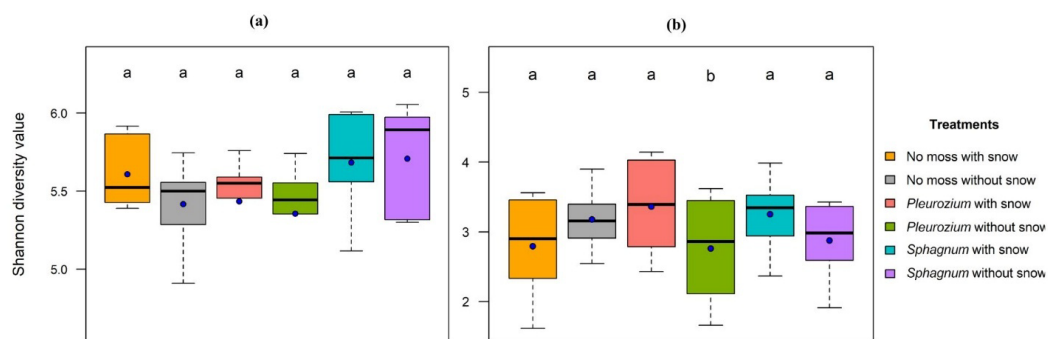 (a)
(b)
Shannon diversity value
6.0
5.5
5.0
a a a a a a
5
4
3
2
a a a b a a
Treatments
No moss with snow
No moss without snow
Pleurozium with snow
Pleurozium without snow
Sphagnum with snow
Sphagnum without snow